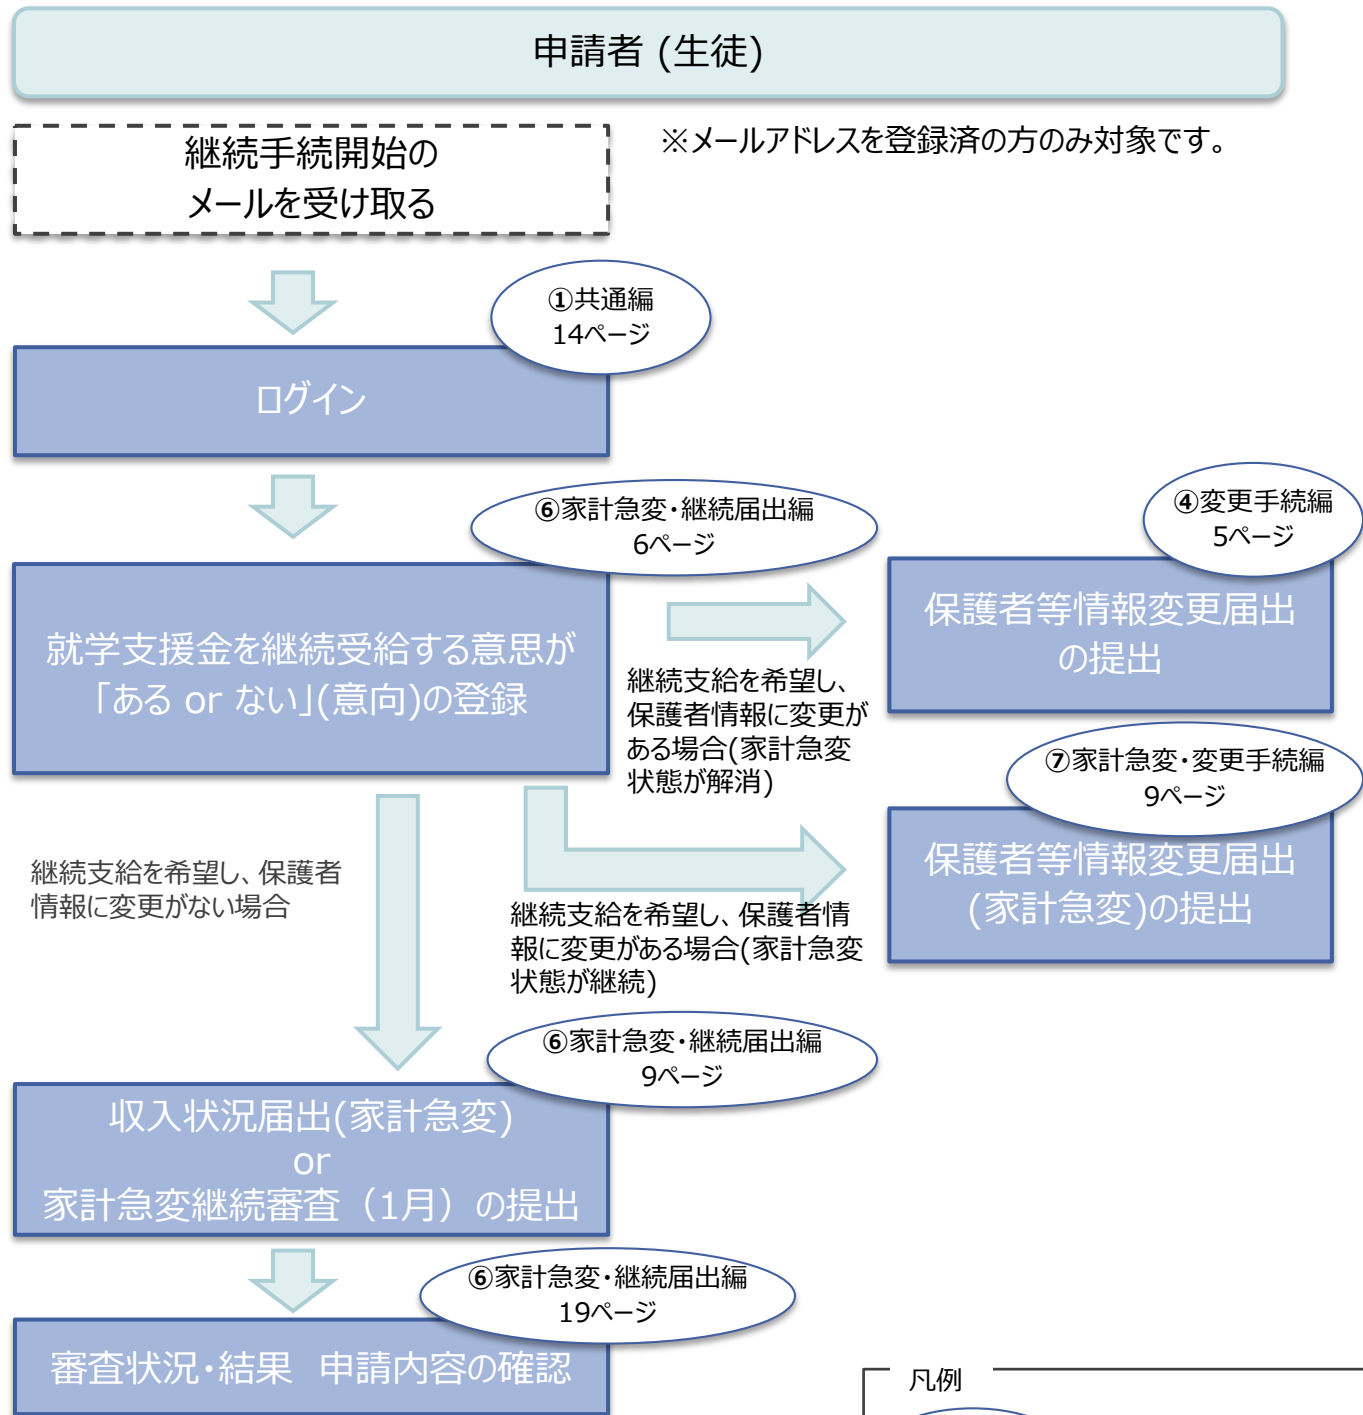 申請者 (生徒)
継続手続開始の
メールを受け取る
※メールアドレスを登録済の方のみ対象です。
①共通編
14ページ
ログイン
⑥家計急変・継続届出編
6ページ
就学支援金を継続受給する意思が
「ある or ない」(意向)の登録
④変更手続編
5ページ
保護者等情報変更届出
の提出
継続支給を希望し、
保護者情報に変更が
ある場合(家計急変
状態が解消)
⑦家計急変・変更手続編
9ページ
保護者等情報変更届出
(家計急変)の提出
継続支給を希望し、保護者
情報に変更がない場合
継続支給を希望し、保護者情
報に変更がある場合(家計急変
状態が継続)
⑥家計急変・継続届出編
9ページ
収入状況届出(家計急変)
or
家計急変継続審査（1月）の提出
⑥家計急変・継続届出編
19ページ
審査状況・結果　申請内容の確認
凡例